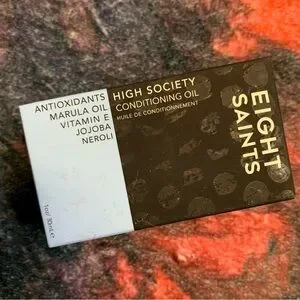 ANTIOXIDANTS
MARULA OIL
VITAMIN E
JOJOBA
NEROLI
1oz/ 30mL ℮
HIGH SOCIETY
CONDITIONING OIL
HUILE DE CONDITIONNEMENT
EIGHT
SAINTS